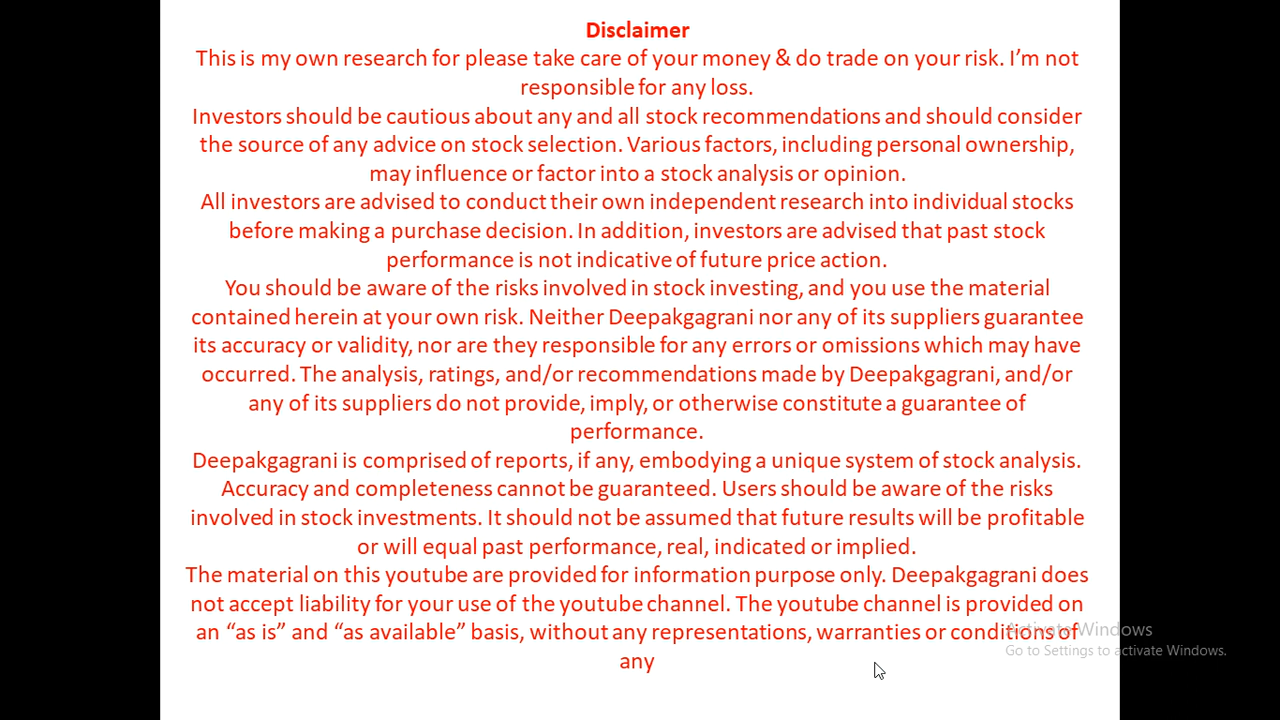 Disclaimer
This is my own research for please take care of your money & do trade on your risk. I’m not
responsible for any loss.
Investors should be cautious about any and all stock recommendations and should consider
the source of any advice on stock selection. Various factors, including personal ownership,
may influence or factor into a stock analysis or opinion.
All investors are advised to conduct their own independent research into individual stocks
before making a purchase decision. In addition, investors are advised that past stock
performance is not indicative of future price action.
You should be aware of the risks involved in stock investing, and you use the material
contained herein at your own risk. Neither Deepakgagrani nor any of its suppliers guarantee
its accuracy or validity, nor are they responsible for any errors or omissions which may have
occurred. The analysis, ratings, and/or recommendations made by Deepakgagrani, and/or
any of its suppliers do not provide, imply, or otherwise constitute a guarantee of
performance.
Deepakgagrani is comprised of reports, if any, embodying a unique system of stock analysis.
Accuracy and completeness cannot be guaranteed. Users should be aware of the risks
involved in stock investments. It should not be assumed that future results will be profitable
or will equal past performance, real, indicated or implied.
The material on this youtube are provided for information purpose only. Deepakgagrani does
not accept liability for your use of the youtube channel. The youtube channel is provided on
an “as is” and “as available” basis, without any representations, warranties or conditions of
any
Activate Windows
Go to Settings to activate Windows.